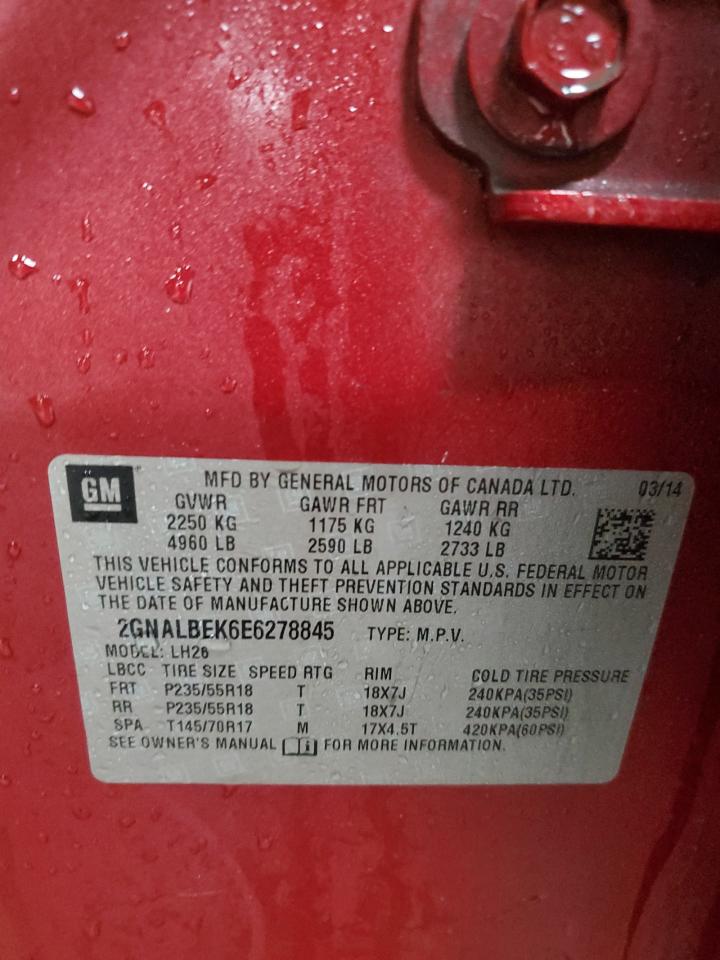 GM
MFD BY GENERAL MOTORS OF CANADA LTD. 03/14
GVWR GAWR FRT GAWR RR
2250 KG 1175 KG 1240 KG
4960 LB 2590 LB 2733 LB
THIS VEHICLE CONFORMS TO ALL APPLICABLE U.S. FEDERAL MOTOR
VEHICLE SAFETY AND THEFT PREVENTION STANDARDS IN EFFECT ON
THE DATE OF MANUFACTURE SHOWN ABOVE.
2GNALBEK6E6278845 TYPE: M.P.V.
MODEL: LH26
LBCC TIRE SIZE SPEED RTG RIM COLD TIRE PRESSURE
FRT P235/55R18 T 18X7J 240KPA(35PSI)
RR P235/55R18 T 18X7J 240KPA(35PSI)
SPA T145/70R17 M 17X4.5T 420KPA(60PSI)
SEE OWNER'S MANUAL i FOR MORE INFORMATION.